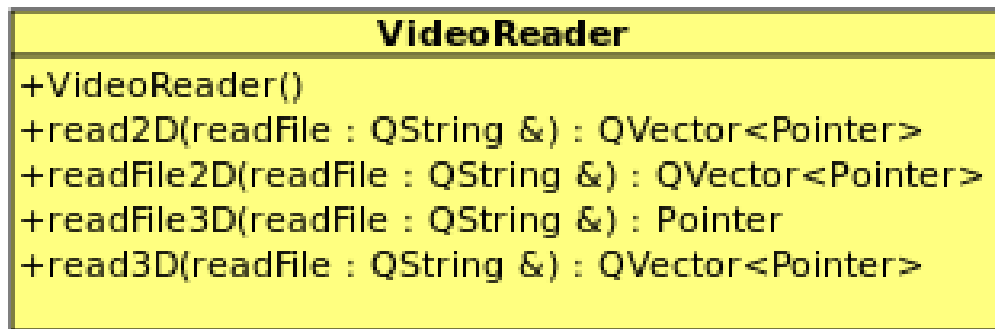 VideoReader
+VideoReader()
+read2D(readFile : QString &) : QVector<Pointer>
+readFile2D(readFile : QString &) : QVector<Pointer>
+readFile3D(readFile : QString &) : Pointer
+read3D(readFile : QString &) : QVector<Pointer>